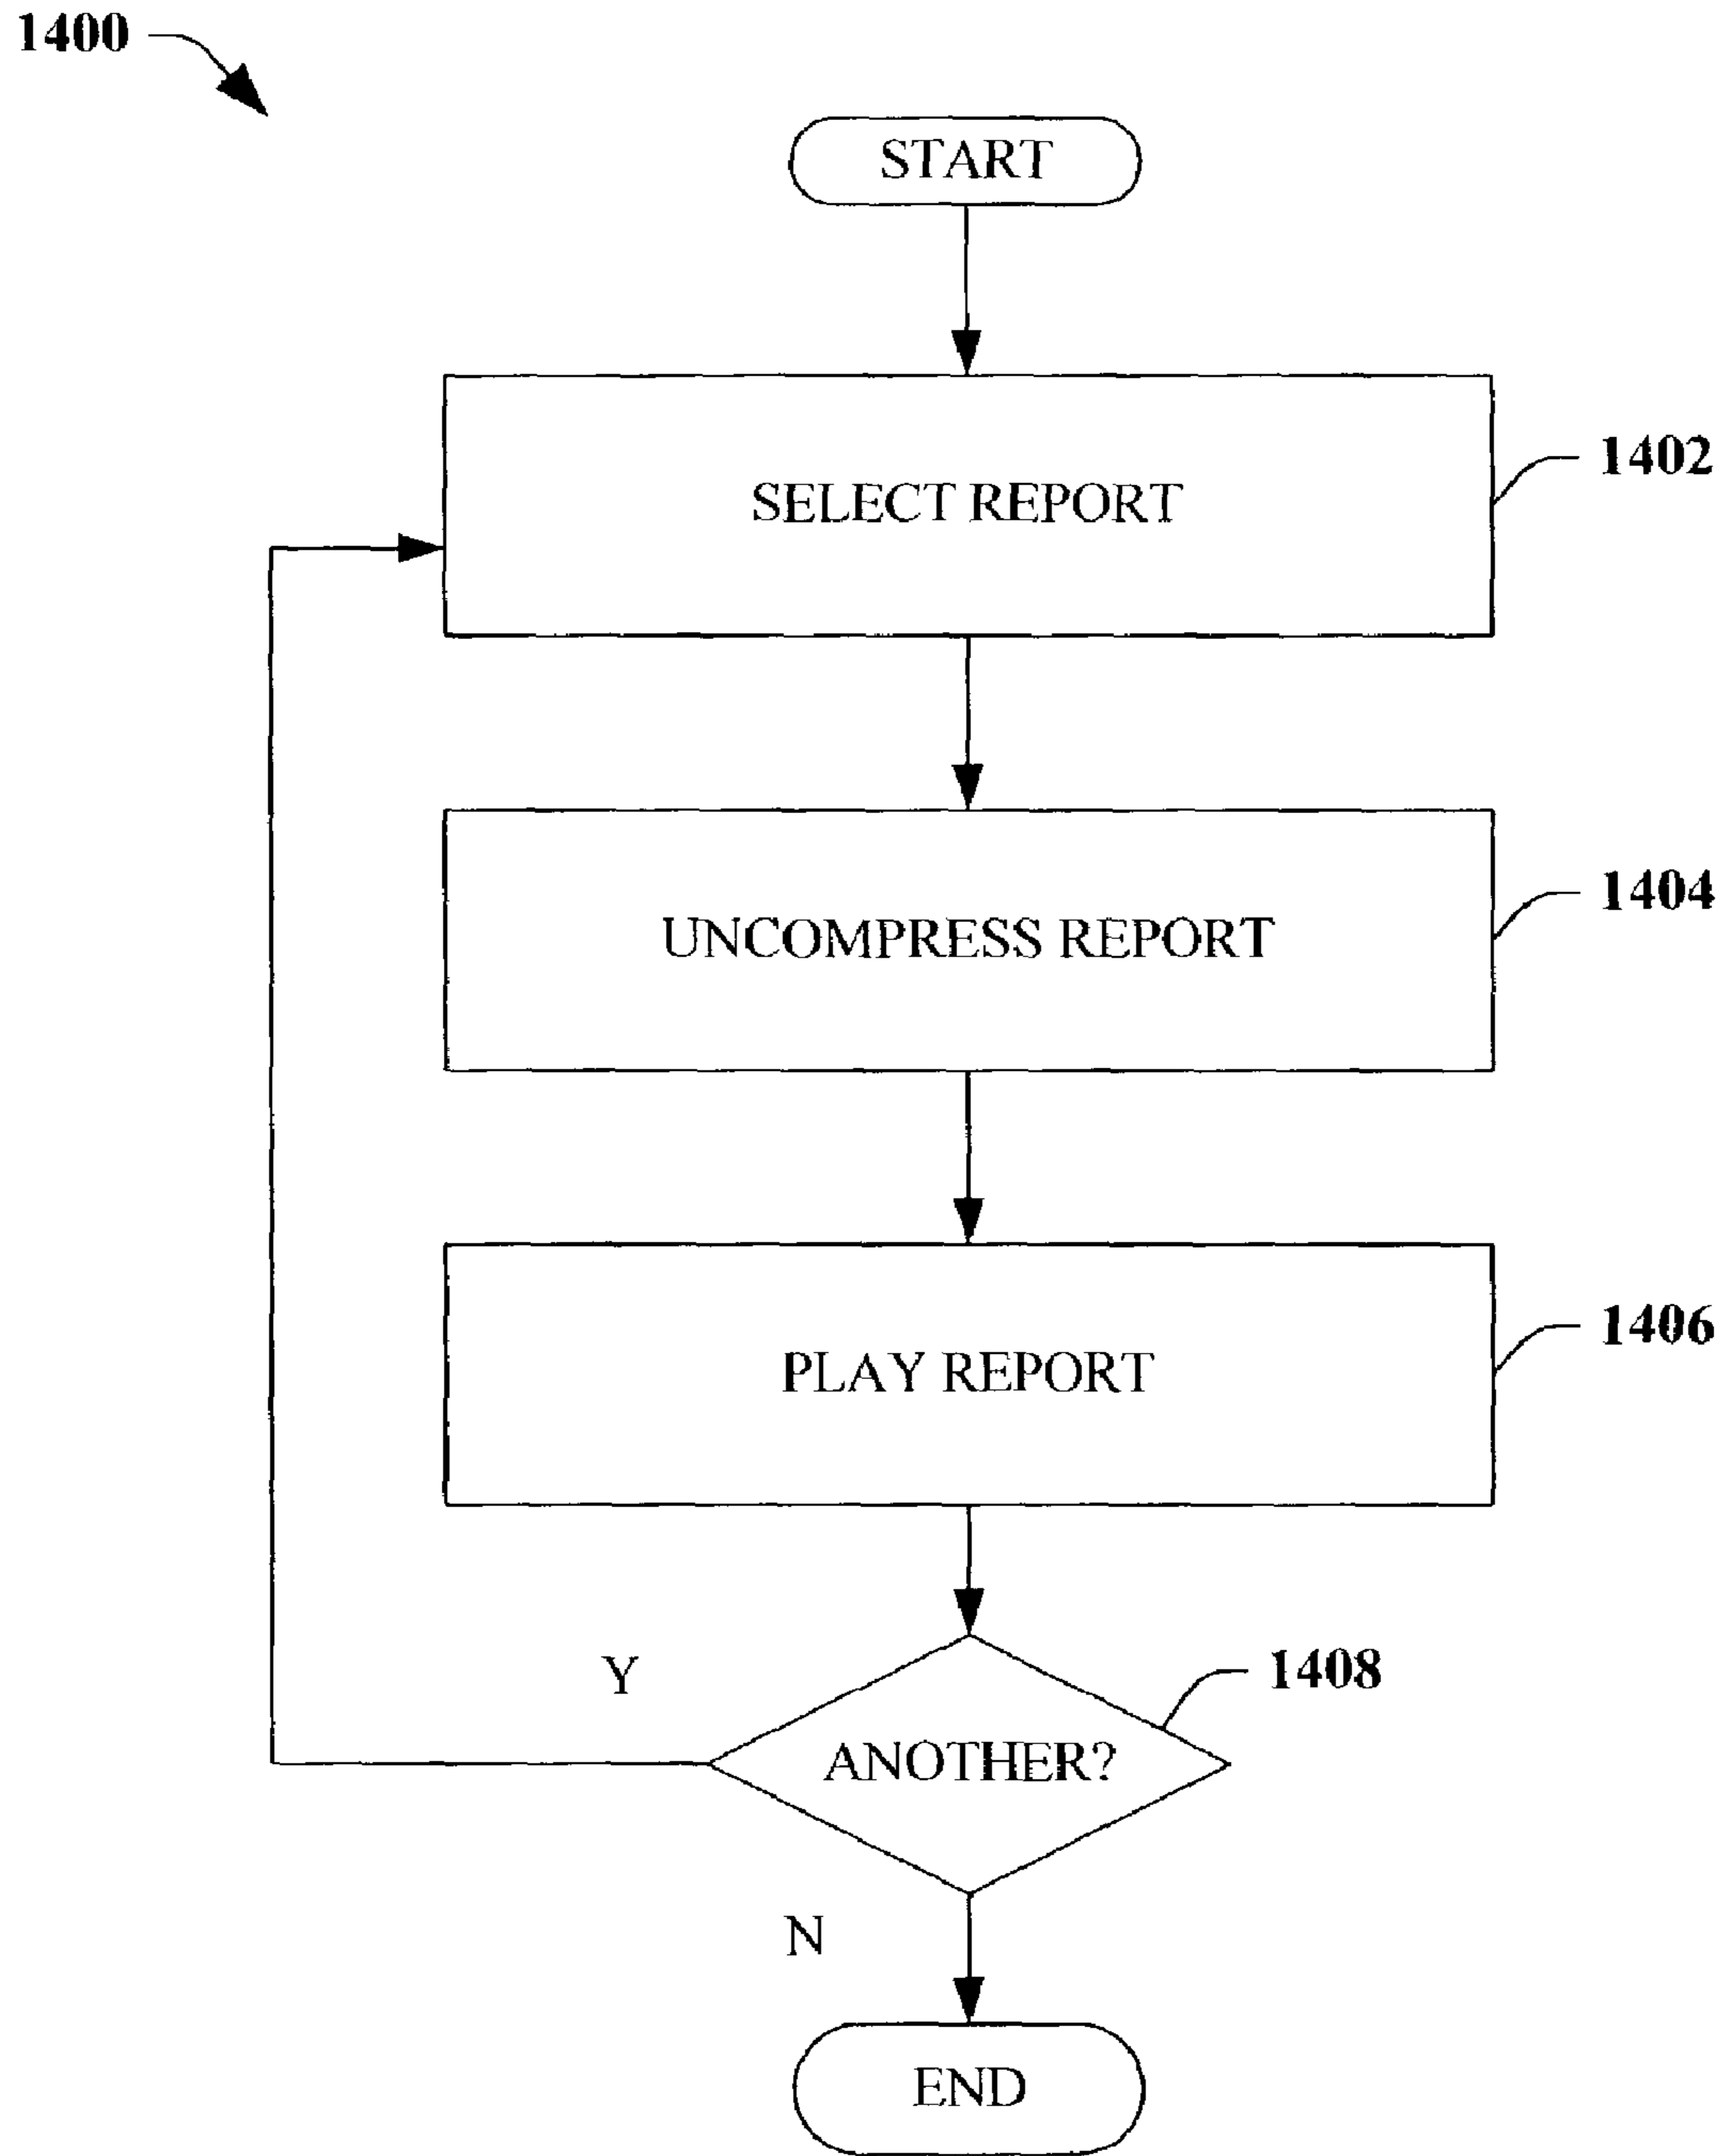 1400
START
SELECT REPORT
1402
UNCOMPRESS REPORT
1404
PLAY REPORT
1406
Y
1408
ANOTHER?
N
END